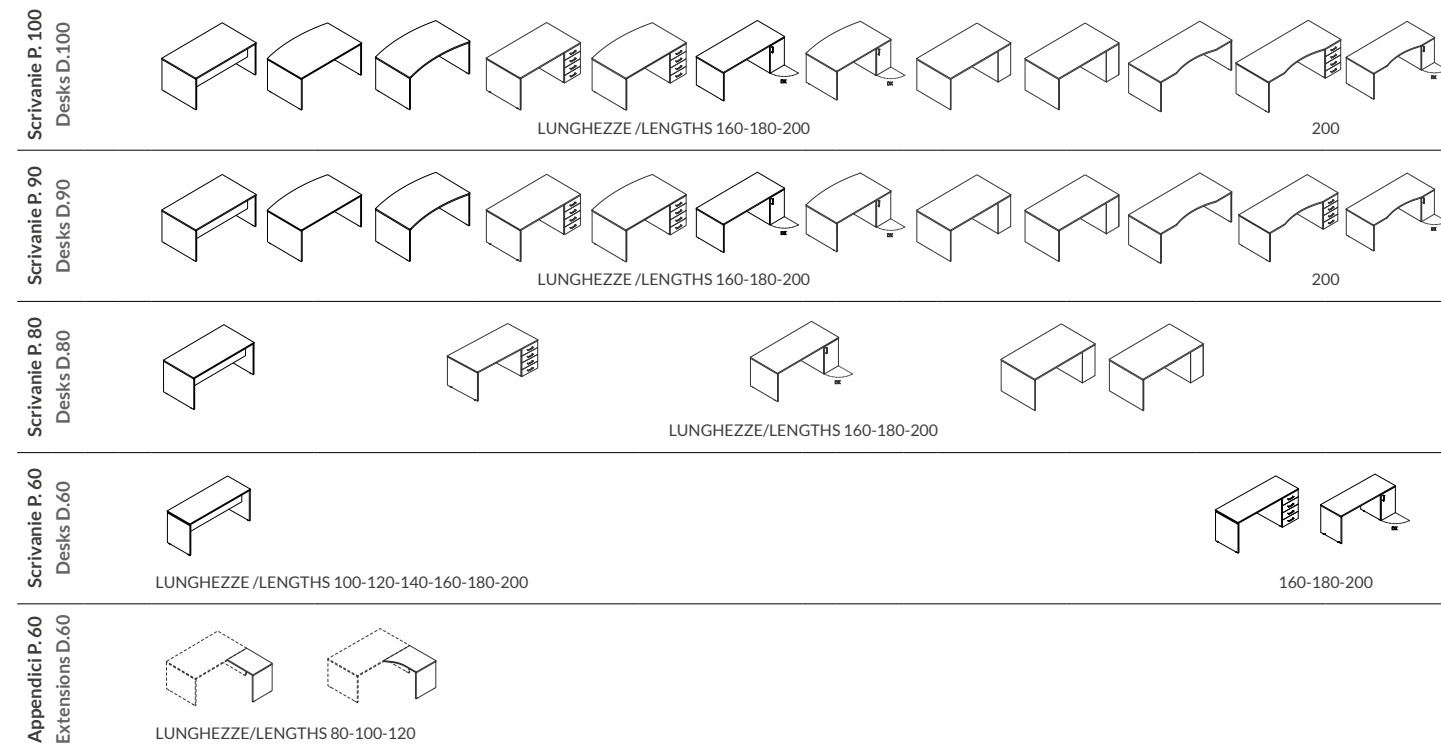 Scrivanie P. 100
Desks D.100
LUNGHEZZE /LENGTHS 160-180-200
200
Scrivanie P. 90
Desks D.90
LUNGHEZZE /LENGTHS 160-180-200
200
Scrivanie P. 80
Desks D.80
LUNGHEZZE/LENGTHS 160-180-200
Scrivanie P. 60
Desks D.60
LUNGHEZZE /LENGTHS 100-120-140-160-180-200
160-180-200
Appendici P. 60
Extensions D.60
LUNGHEZZE/LENGTHS 80-100-120